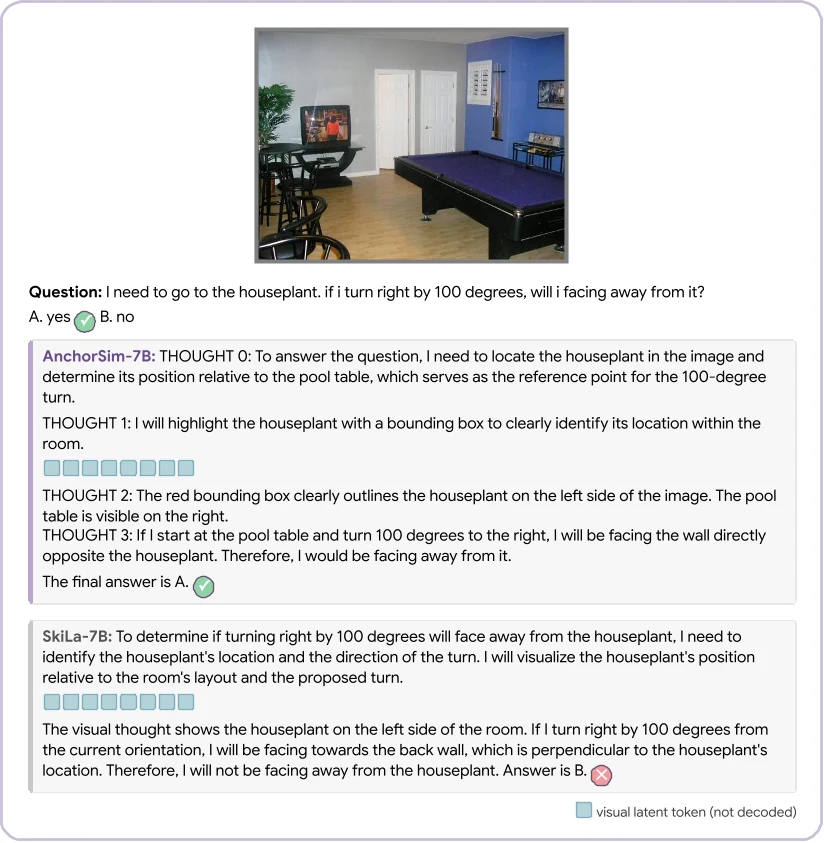 Question: I need to go to the houseplant. if i turn right by 100 degrees, will i facing away from it?
A. yes ✓ B. no
AnchorSim-7B: THOUGHT 0: To answer the question, I need to locate the houseplant in the image and
determine its position relative to the pool table, which serves as the reference point for the 100-degree
turn.
THOUGHT 1: I will highlight the houseplant with a bounding box to clearly identify its location within the
room.
THOUGHT 2: The red bounding box clearly outlines the houseplant on the left side of the image. The pool
table is visible on the right.
THOUGHT 3: If I start at the pool table and turn 100 degrees to the right, I will be facing the wall directly
opposite the houseplant. Therefore, I would be facing away from it.
The final answer is A. ✓
SkiLa-7B: To determine if turning right by 100 degrees will face away from the houseplant, I need to
identify the houseplant's location and the direction of the turn. I will visualize the houseplant's position
relative to the room's layout and the proposed turn.
The visual thought shows the houseplant on the left side of the room. If I turn right by 100 degrees from
the current orientation, I will be facing towards the back wall, which is perpendicular to the houseplant's
location. Therefore, I will not be facing away from the houseplant. Answer is B. ✕
visual latent token (not decoded)